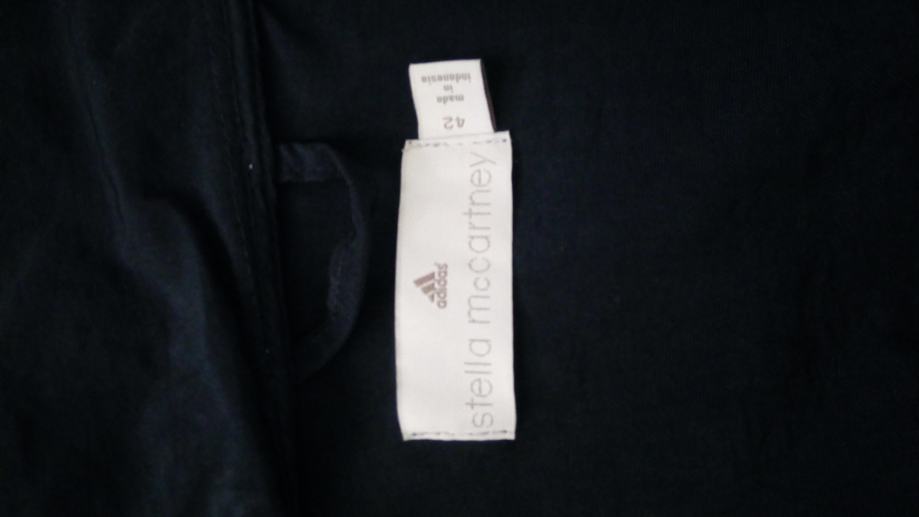 adidas
stella mccartney
42
made
in
indonesia